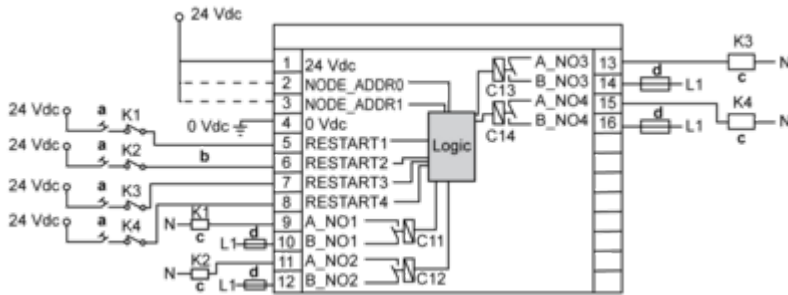 24 Vdc
1 24 Vdc
2 NODE_ADDR0
3 NODE_ADDR1
4 0 Vdc
5 RESTART1
6 RESTART2
7 RESTART3
8 RESTART4
9 A_NO1
10 B_NO1
11 A_NO2
12 B_NO2
Logic
C11
C12
C13
C14
A_NO3 13
B_NO3 14
A_NO4 15
B_NO4 16
24 Vdc a K1
0 Vdc
24 Vdc a K2 b
24 Vdc a K3
24 Vdc a K4
N K1 c
L1 d
N K2 c
L1 d
K3 c N
d L1
K4 c N
d L1